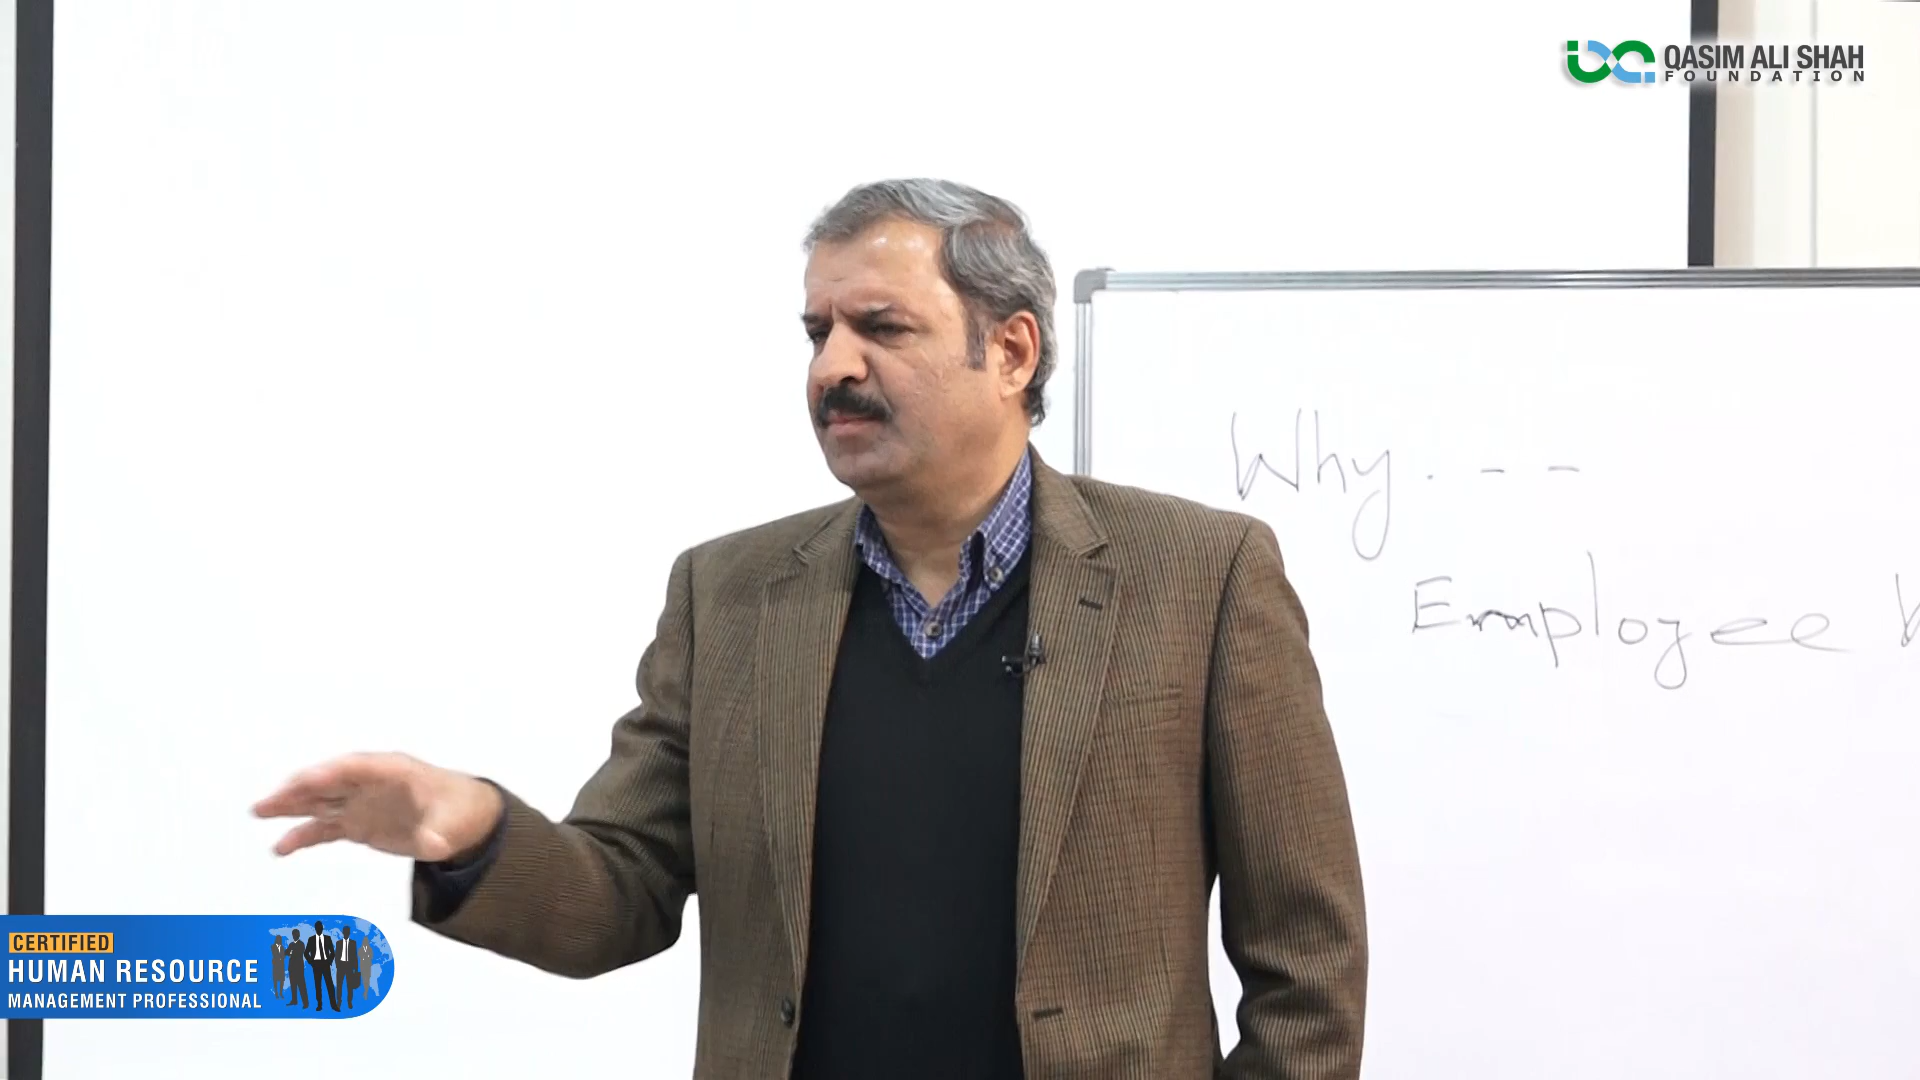 QASIM ALI SHAH
FOUNDATION
Why. - -
Employee
CERTIFIED
HUMAN RESOURCE
MANAGEMENT PROFESSIONAL